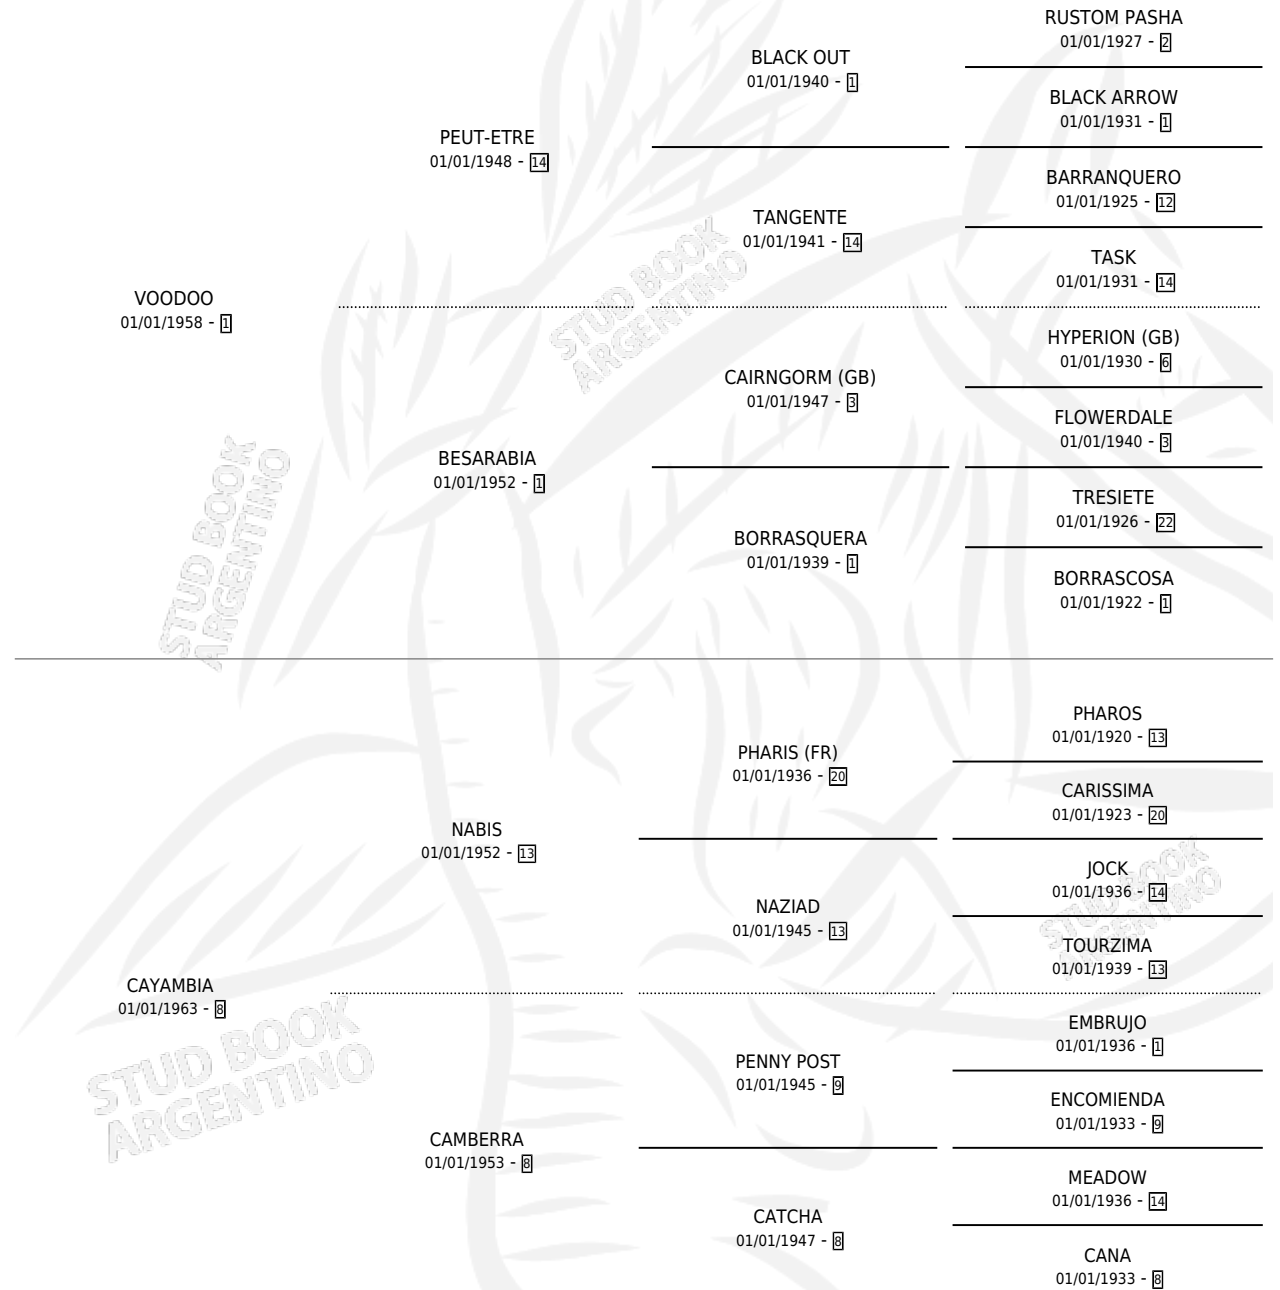 RUSTOM PASHA
01/01/1927 - 2
BLACK OUT
01/01/1940 - 1
BLACK ARROW
01/01/1931 - 1
PEUT-ETRE
01/01/1948 - 14
BARRANQUERO
01/01/1925 - 12
TANGENTE
01/01/1941 - 14
TASK
01/01/1931 - 14
VOODOO
01/01/1958 - 1
HYPERION (GB)
01/01/1930 - 6
CAIRNGORM (GB)
01/01/1947 - 3
FLOWERDALE
01/01/1940 - 3
BESARABIA
01/01/1952 - 1
TRESIETE
01/01/1926 - 22
BORRASQUERA
01/01/1939 - 1
BORRASCOSA
01/01/1922 - 1
PHAROS
01/01/1920 - 13
PHARIS (FR)
01/01/1936 - 20
CARISSIMA
01/01/1923 - 20
NABIS
01/01/1952 - 13
JOCK
01/01/1936 - 14
NAZIAD
01/01/1945 - 13
TOURZIMA
01/01/1939 - 13
CAYAMBIA
01/01/1963 - 8
EMBRUJO
01/01/1936 - 1
PENNY POST
01/01/1945 - 9
ENCOMIENDA
01/01/1933 - 9
CAMBERRA
01/01/1953 - 8
MEADOW
01/01/1936 - 14
CATCHA
01/01/1947 - 8
CANA
01/01/1933 - 8
STUD BOOK
ARGENTINO
STUD BOOK
ARGENTINO
STUD BOOK
ARGENTINO
STUD BOOK
ARGENTINO